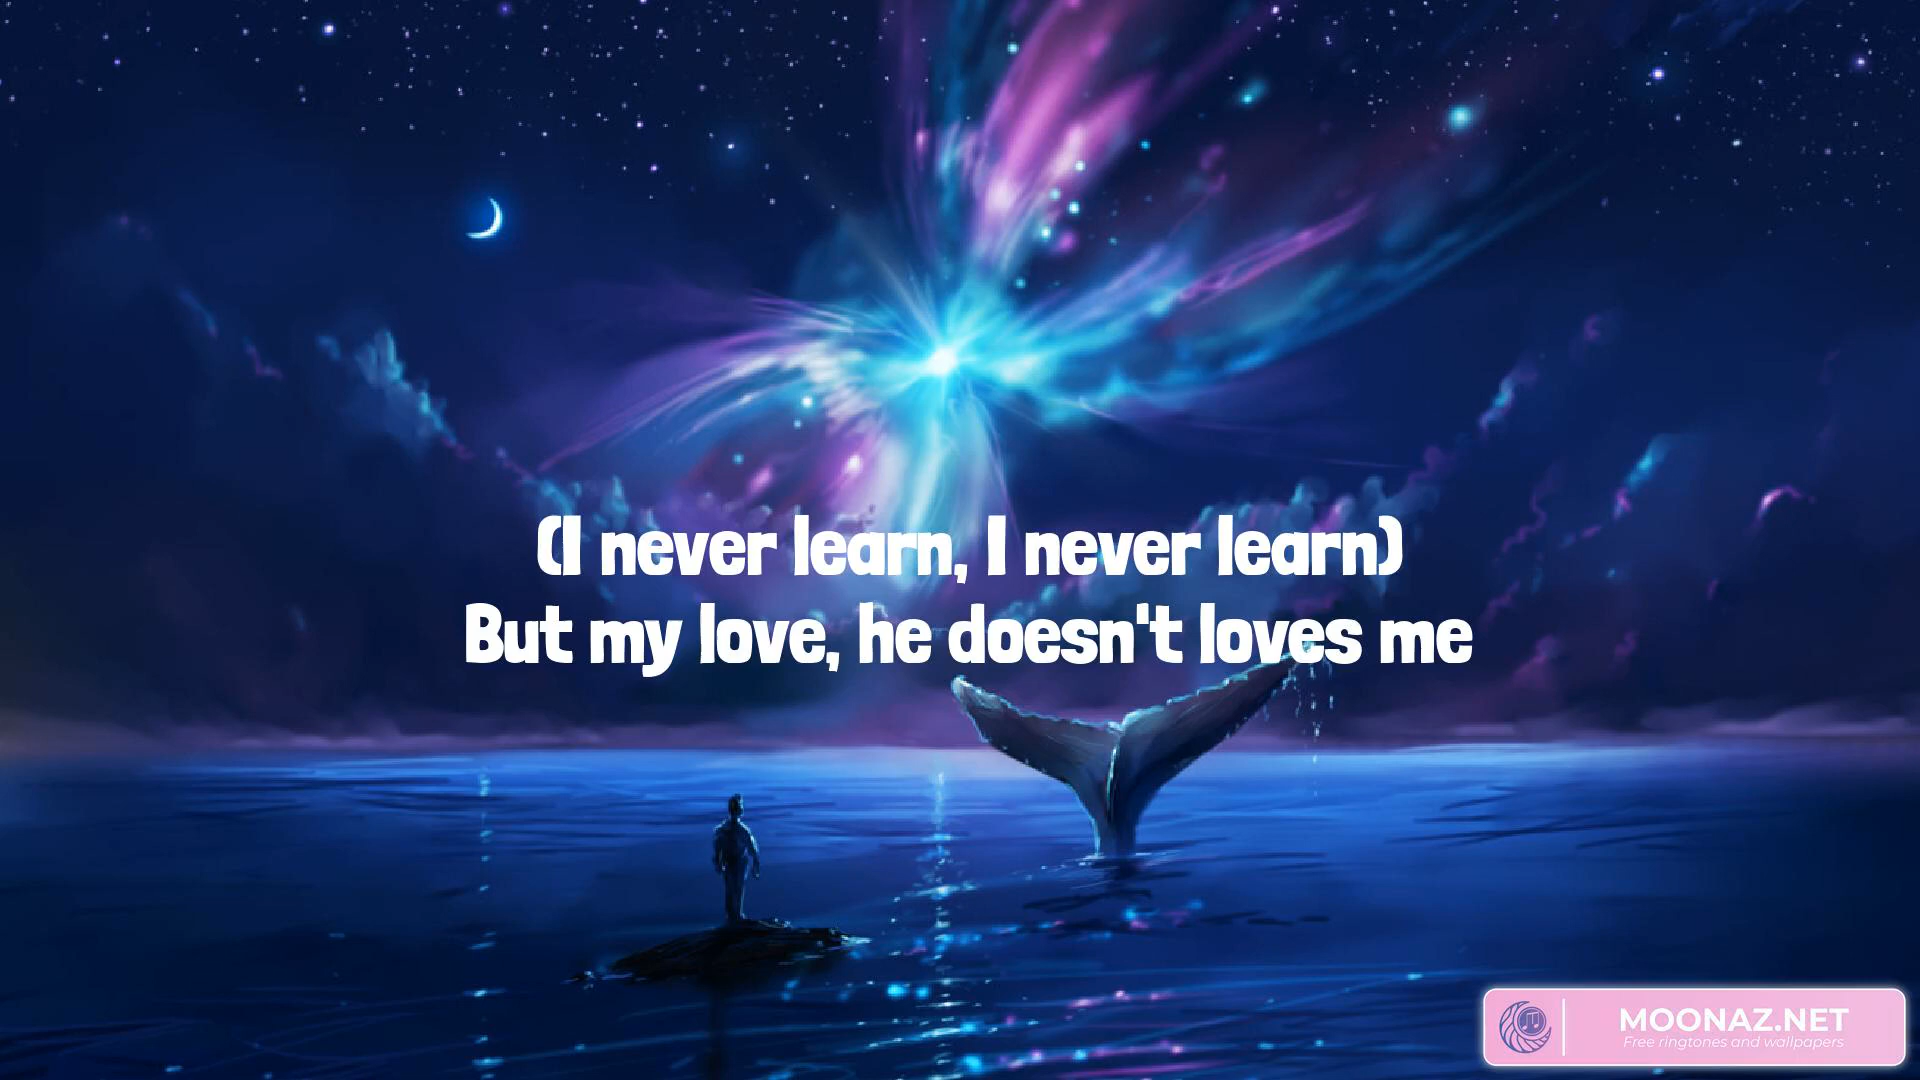 (I never learn, I never learn)
But my love, he doesn't loves me
MOONAZ.NET
Free ringtones and wallpapers